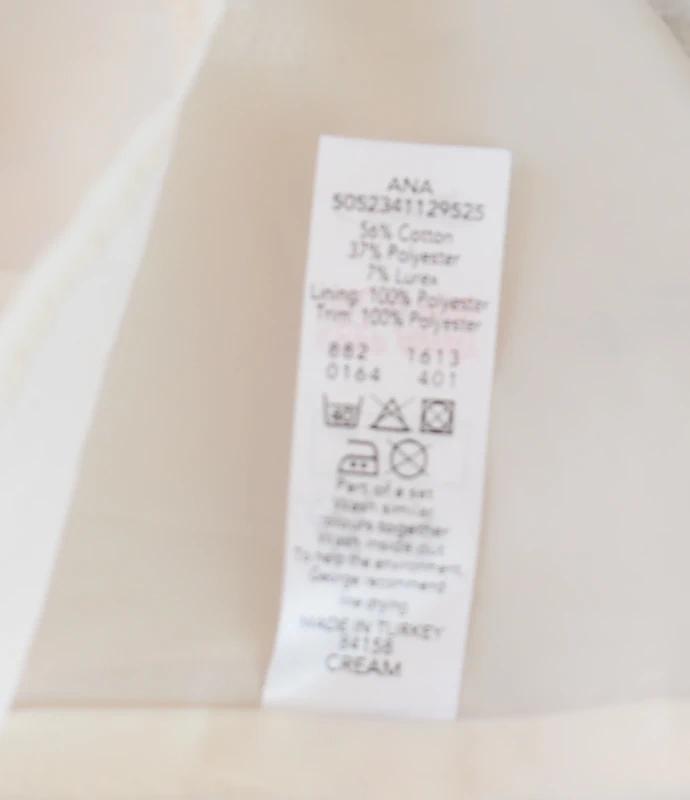 ANA
5052341129525
56% Cotton
37% Polyester
7% Lurex
Lining: 100% Polyester
Trim: 100% Polyester
882 1613
0164 401
40
Part of a set
Wash similar
colours together
Wash inside out
To help the environment,
George recommend
line drying
MADE IN TURKEY
84158
CREAM